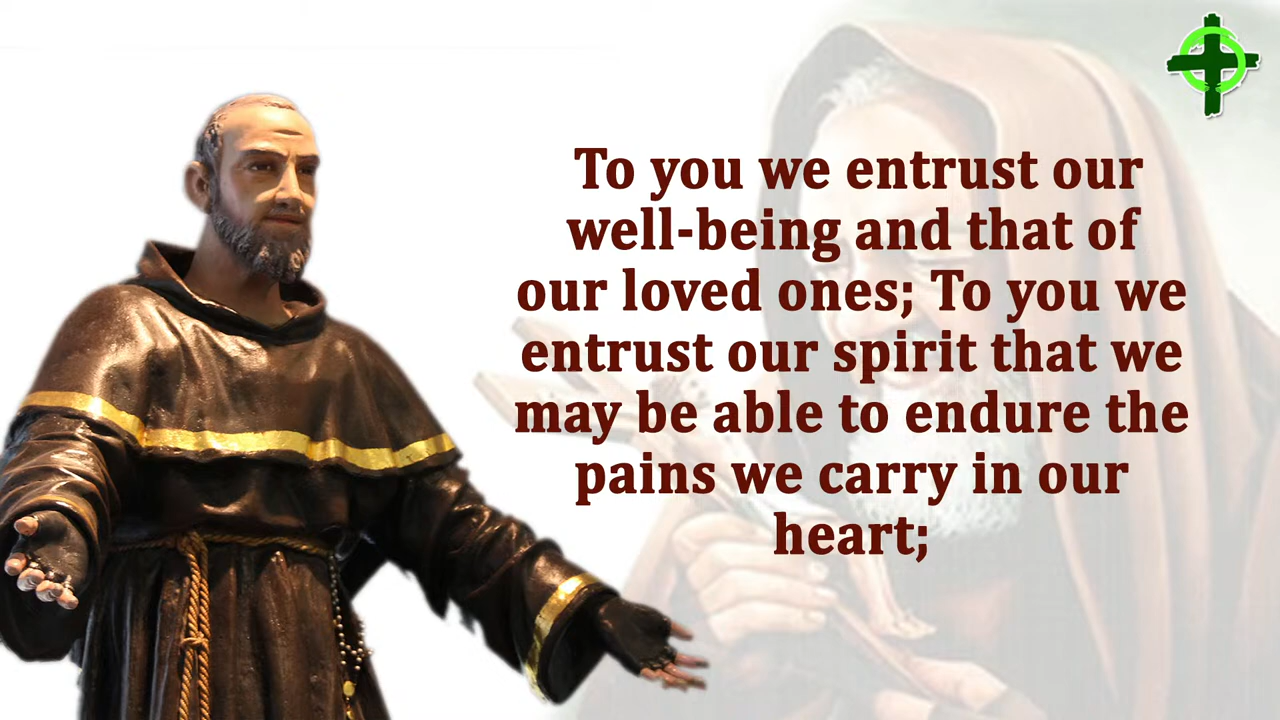 To you we entrust our
well-being and that of
our loved ones; To you we
entrust our spirit that we
may be able to endure the
pains we carry in our
heart;